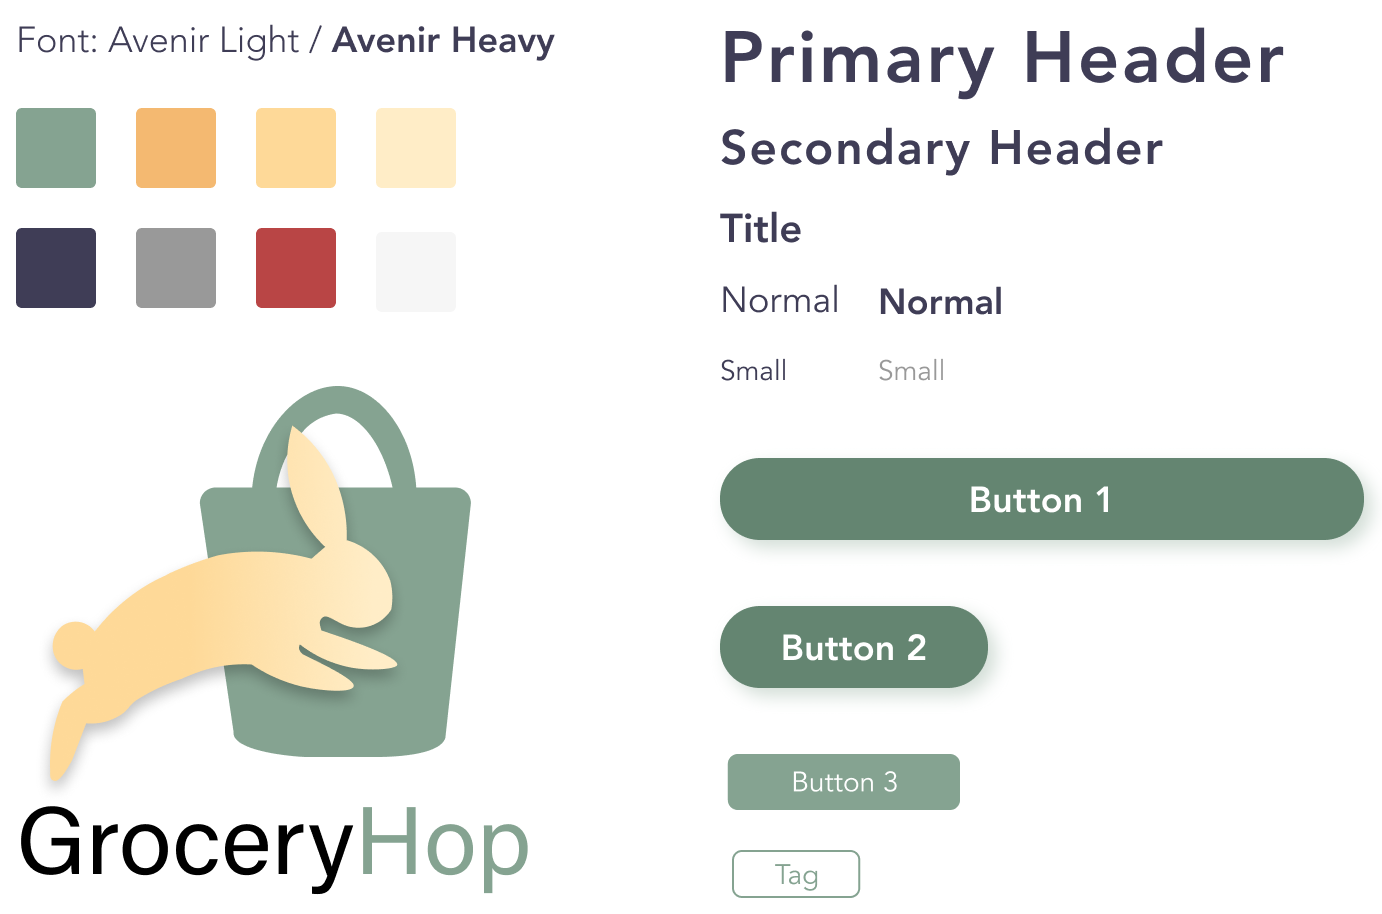 Font: Avenir Light / Avenir Heavy
GroceryHop
Primary Header
Secondary Header
Title
Normal Normal
Small Small
Button 1
Button 2
Button 3
Tag